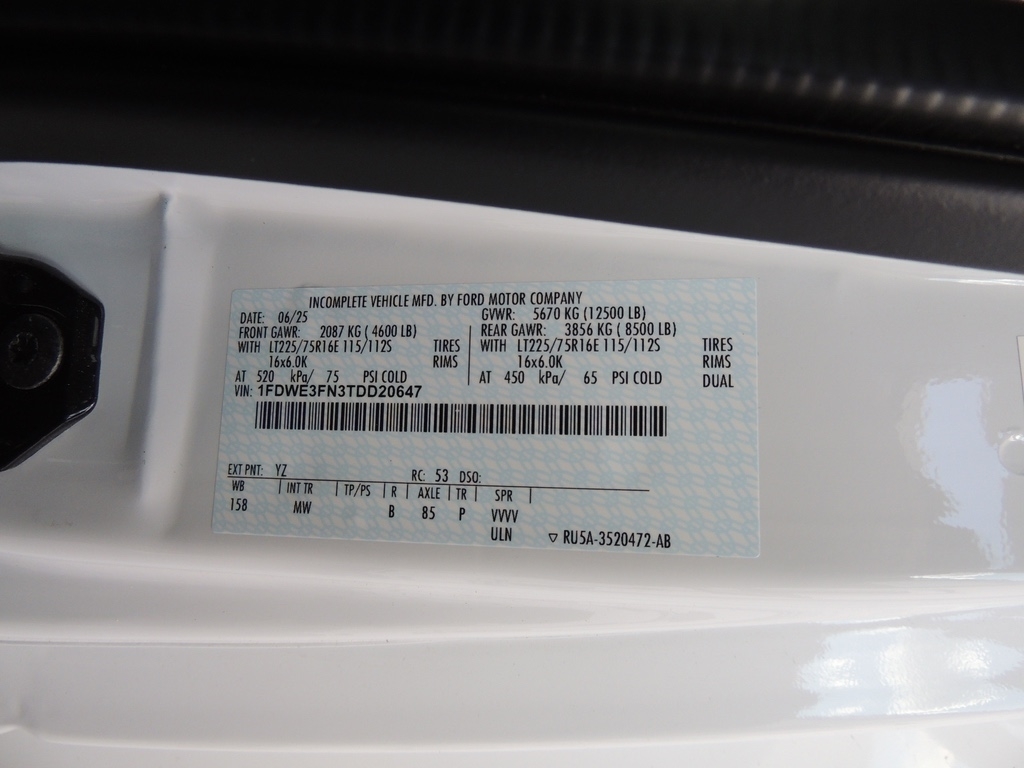 INCOMPLETE VEHICLE MFD. BY FORD MOTOR COMPANY
DATE: 06/25 GVWR: 5670 KG (12500 LB)
FRONT GAWR: 2087 KG ( 4600 LB) REAR GAWR: 3856 KG ( 8500 LB)
WITH LT225/75R16E 115/112S TIRES WITH LT225/75R16E 115/112S TIRES
16x6.0K RIMS 16x6.0K RIMS
AT 520 kPa/ 75 PSI COLD AT 450 kPa/ 65 PSI COLD DUAL
VIN: 1FDWE3FN3TDD20647
EXT PNT: YZ RC: 53 DSO:
WB | INT TR | TP/PS | R | AXLE | TR | SPR |
158 MW B 85 P VVVV
ULN ▽ RU5A-3520472-AB